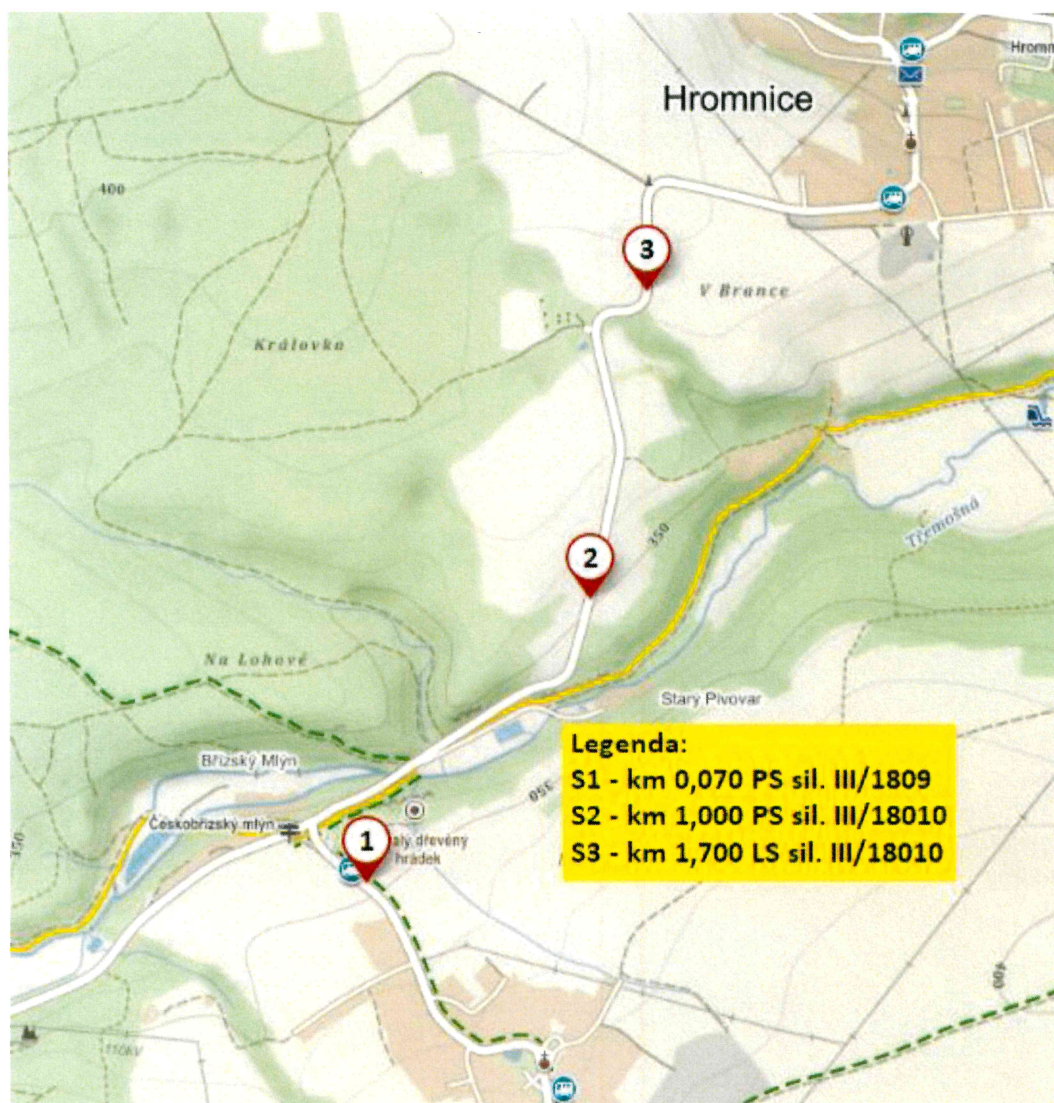 Hromnice
Hromn
400
3
V Brance
Královka
Třemošná
350
2
Na Lohové
Starý Pivovar
Břízský Mlýn
350
Legenda:
S1 - km 0,070 PS sil. III/1809
S2 - km 1,000 PS sil. III/18010
S3 - km 1,700 LS sil. III/18010
350
Českobřízský mlýn
1
alý dřevěný
hrádek
400
110kV